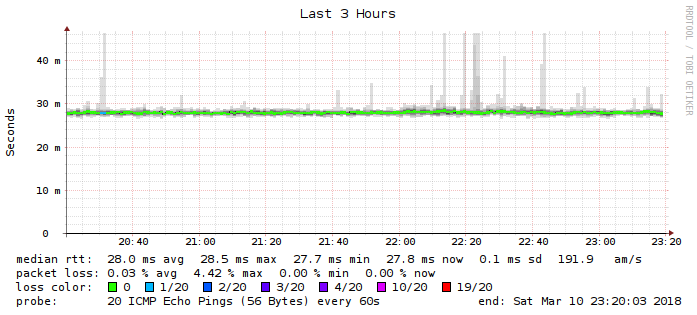 Last 3 Hours
RRDTOOL / TOBI OETIKER
Seconds
40 m
30 m
20 m
10 m
0
20:40 21:00 21:20 21:40 22:00 22:20 22:40 23:00 23:20
median rtt: 28.0 ms avg 28.5 ms max 27.7 ms min 27.8 ms now 0.1 ms sd 191.9 am/s
packet loss: 0.03 % avg 4.42 % max 0.00 % min 0.00 % now
loss color: 0 1/20 2/20 3/20 4/20 10/20 19/20
probe: 20 ICMP Echo Pings (56 Bytes) every 60s end: Sat Mar 10 23:20:03 2018